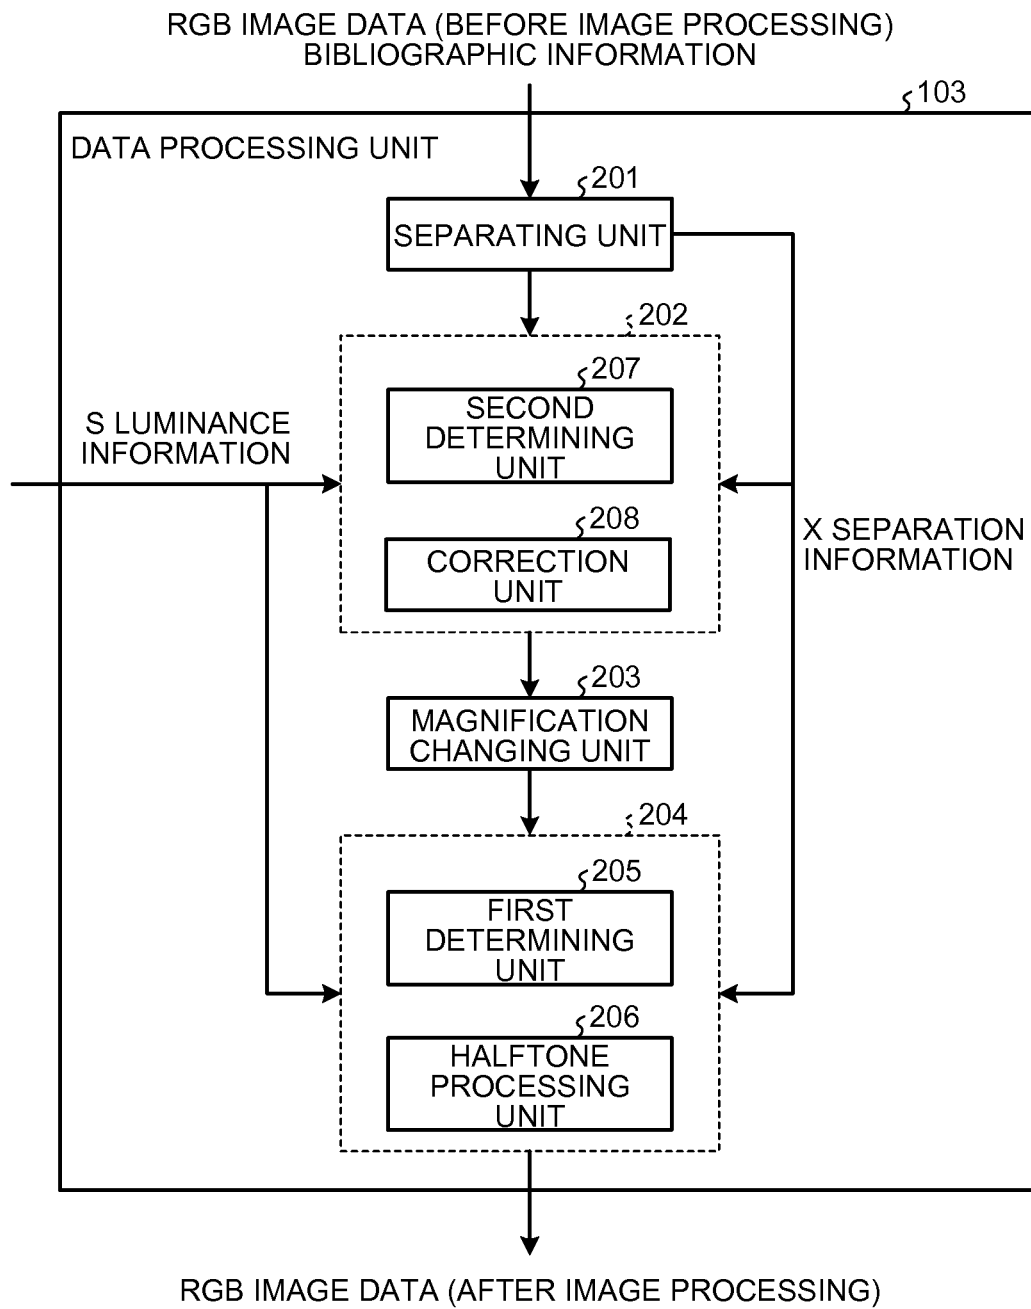 RGB IMAGE DATA (BEFORE IMAGE PROCESSING)
BIBLIOGRAPHIC INFORMATION
103
DATA PROCESSING UNIT
201
SEPARATING UNIT
202
207
SECOND
DETERMINING
UNIT
S LUMINANCE
INFORMATION
208
CORRECTION
UNIT
X SEPARATION
INFORMATION
203
MAGNIFICATION
CHANGING UNIT
204
205
FIRST
DETERMINING
UNIT
206
HALFTONE
PROCESSING
UNIT
RGB IMAGE DATA (AFTER IMAGE PROCESSING)